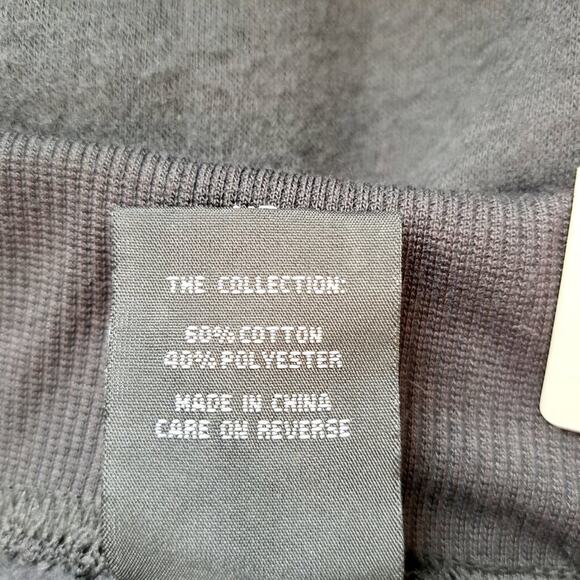 THE COLLECTION:
60% COTTON
40% POLYESTER
MADE IN CHINA
CARE ON REVERSE